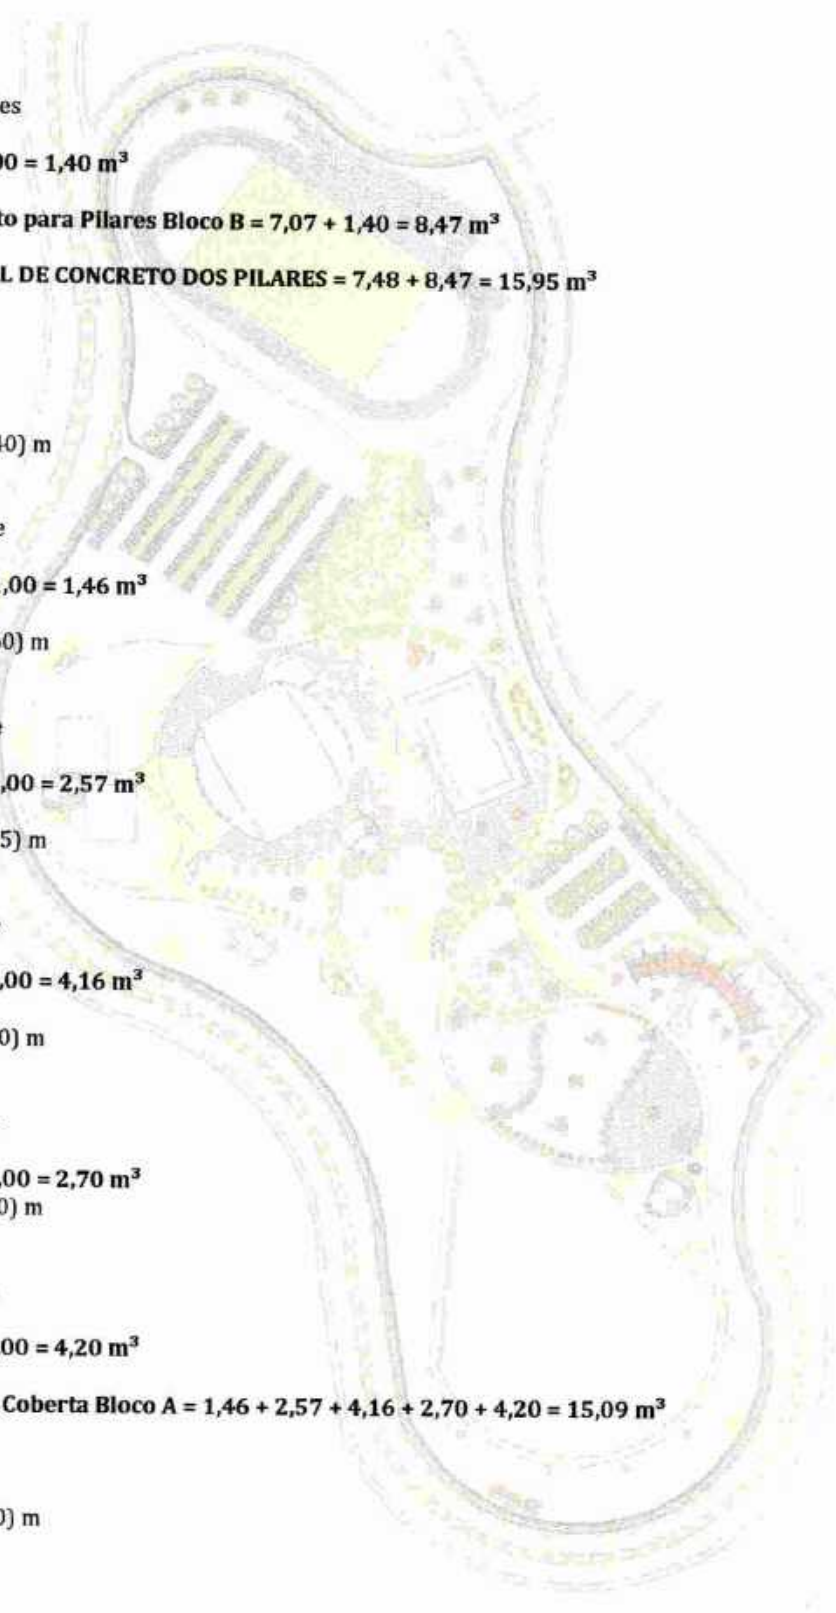 es
00 = 1,40 m³
to para Pilares Bloco B = 7,07 + 1,40 = 8,47 m³
L DE CONCRETO DOS PILARES = 7,48 + 8,47 = 15,95 m³
40) m
e
,00 = 1,46 m³
60) m
e
,00 = 2,57 m³
5) m
,00 = 4,16 m³
0) m
,00 = 2,70 m³
0) m
00 = 4,20 m³
Coberta Bloco A = 1,46 + 2,57 + 4,16 + 2,70 + 4,20 = 15,09 m³
0) m